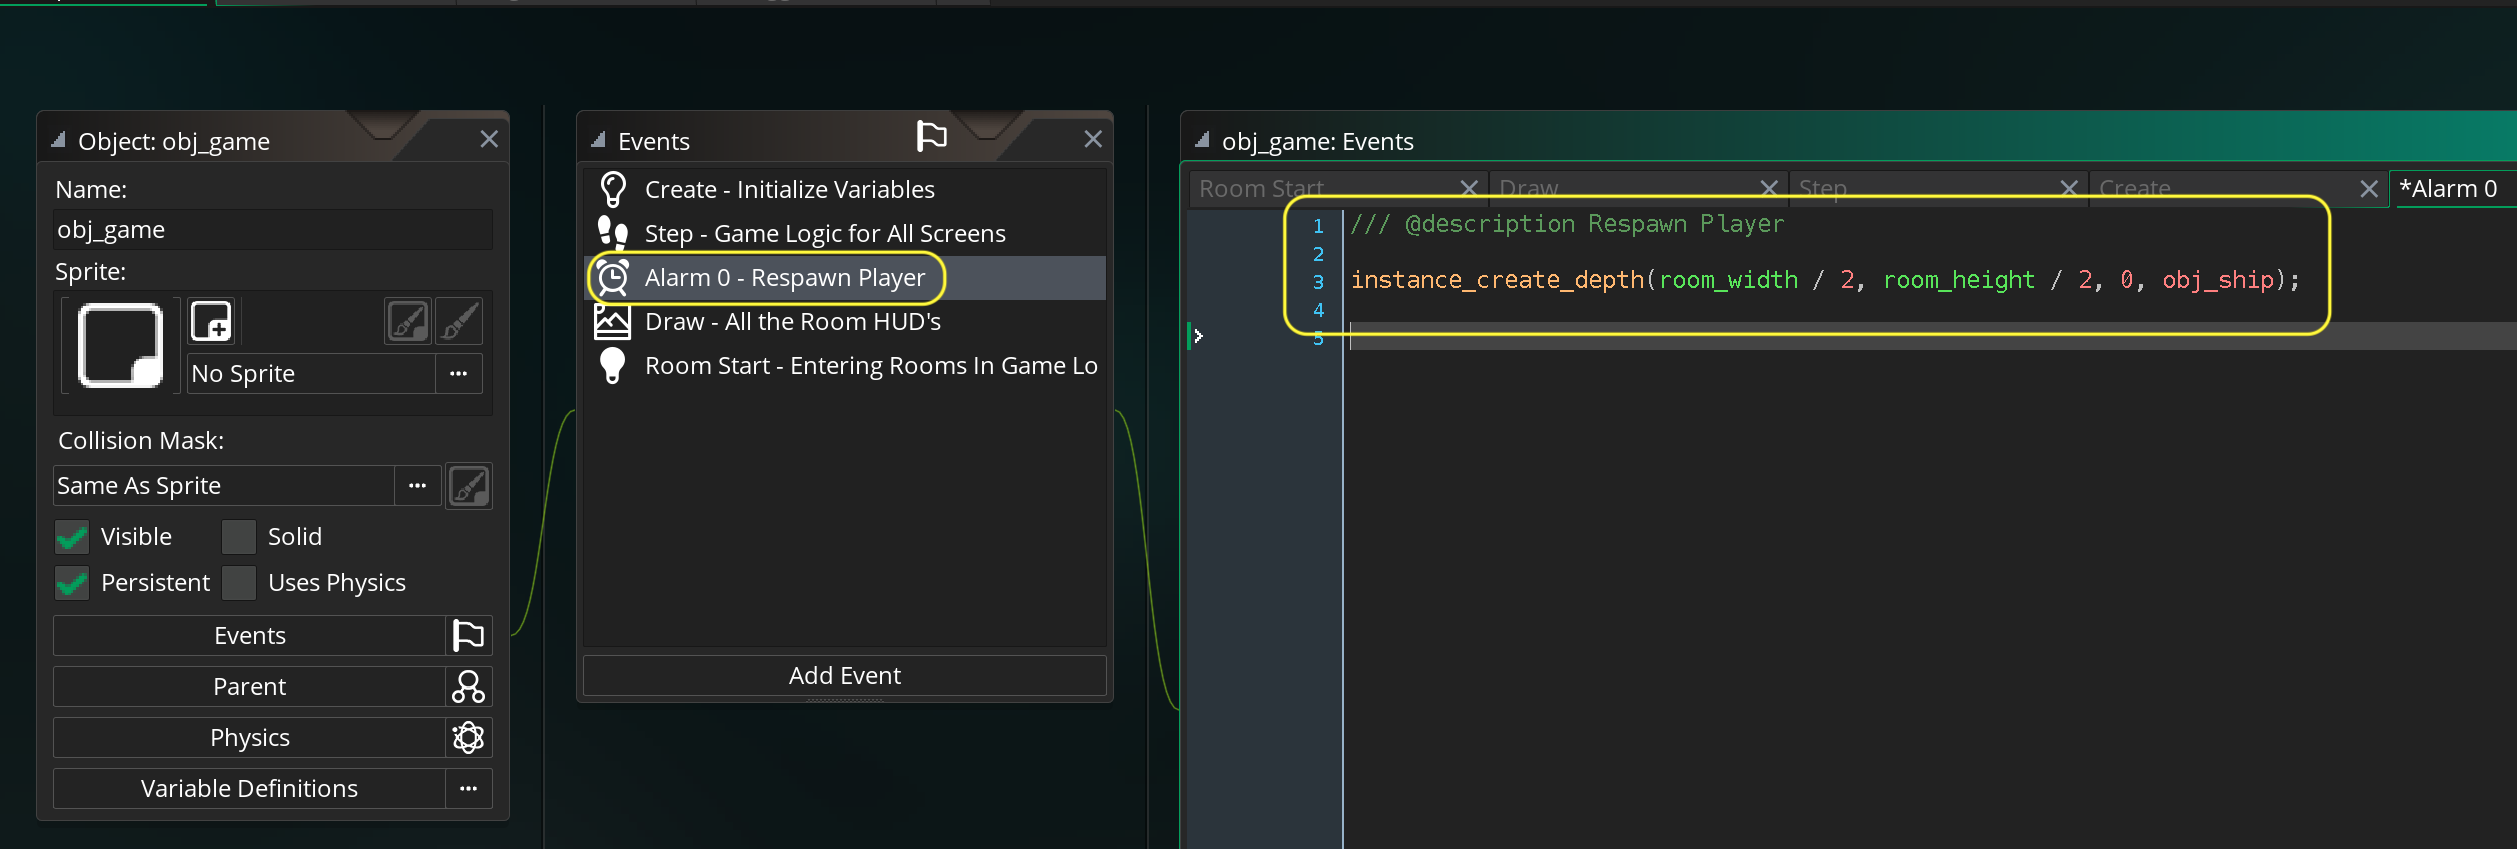 Object: obj_game
Name:
obj_game
Sprite:
No Sprite
Collision Mask:
Same As Sprite
Visible
Solid
Persistent
Uses Physics
Events
Parent
Physics
Variable Definitions
Events
Create - Initialize Variables
Step - Game Logic for All Screens
Alarm 0 - Respawn Player
Draw - All the Room HUD's
Room Start - Entering Rooms In Game Lo
Add Event
obj_game: Events
Room Start
Draw
Step
Create
*Alarm 0
1 /// @description Respawn Player
2
3 instance_create_depth(room_width / 2, room_height / 2, 0, obj_ship);
4
5